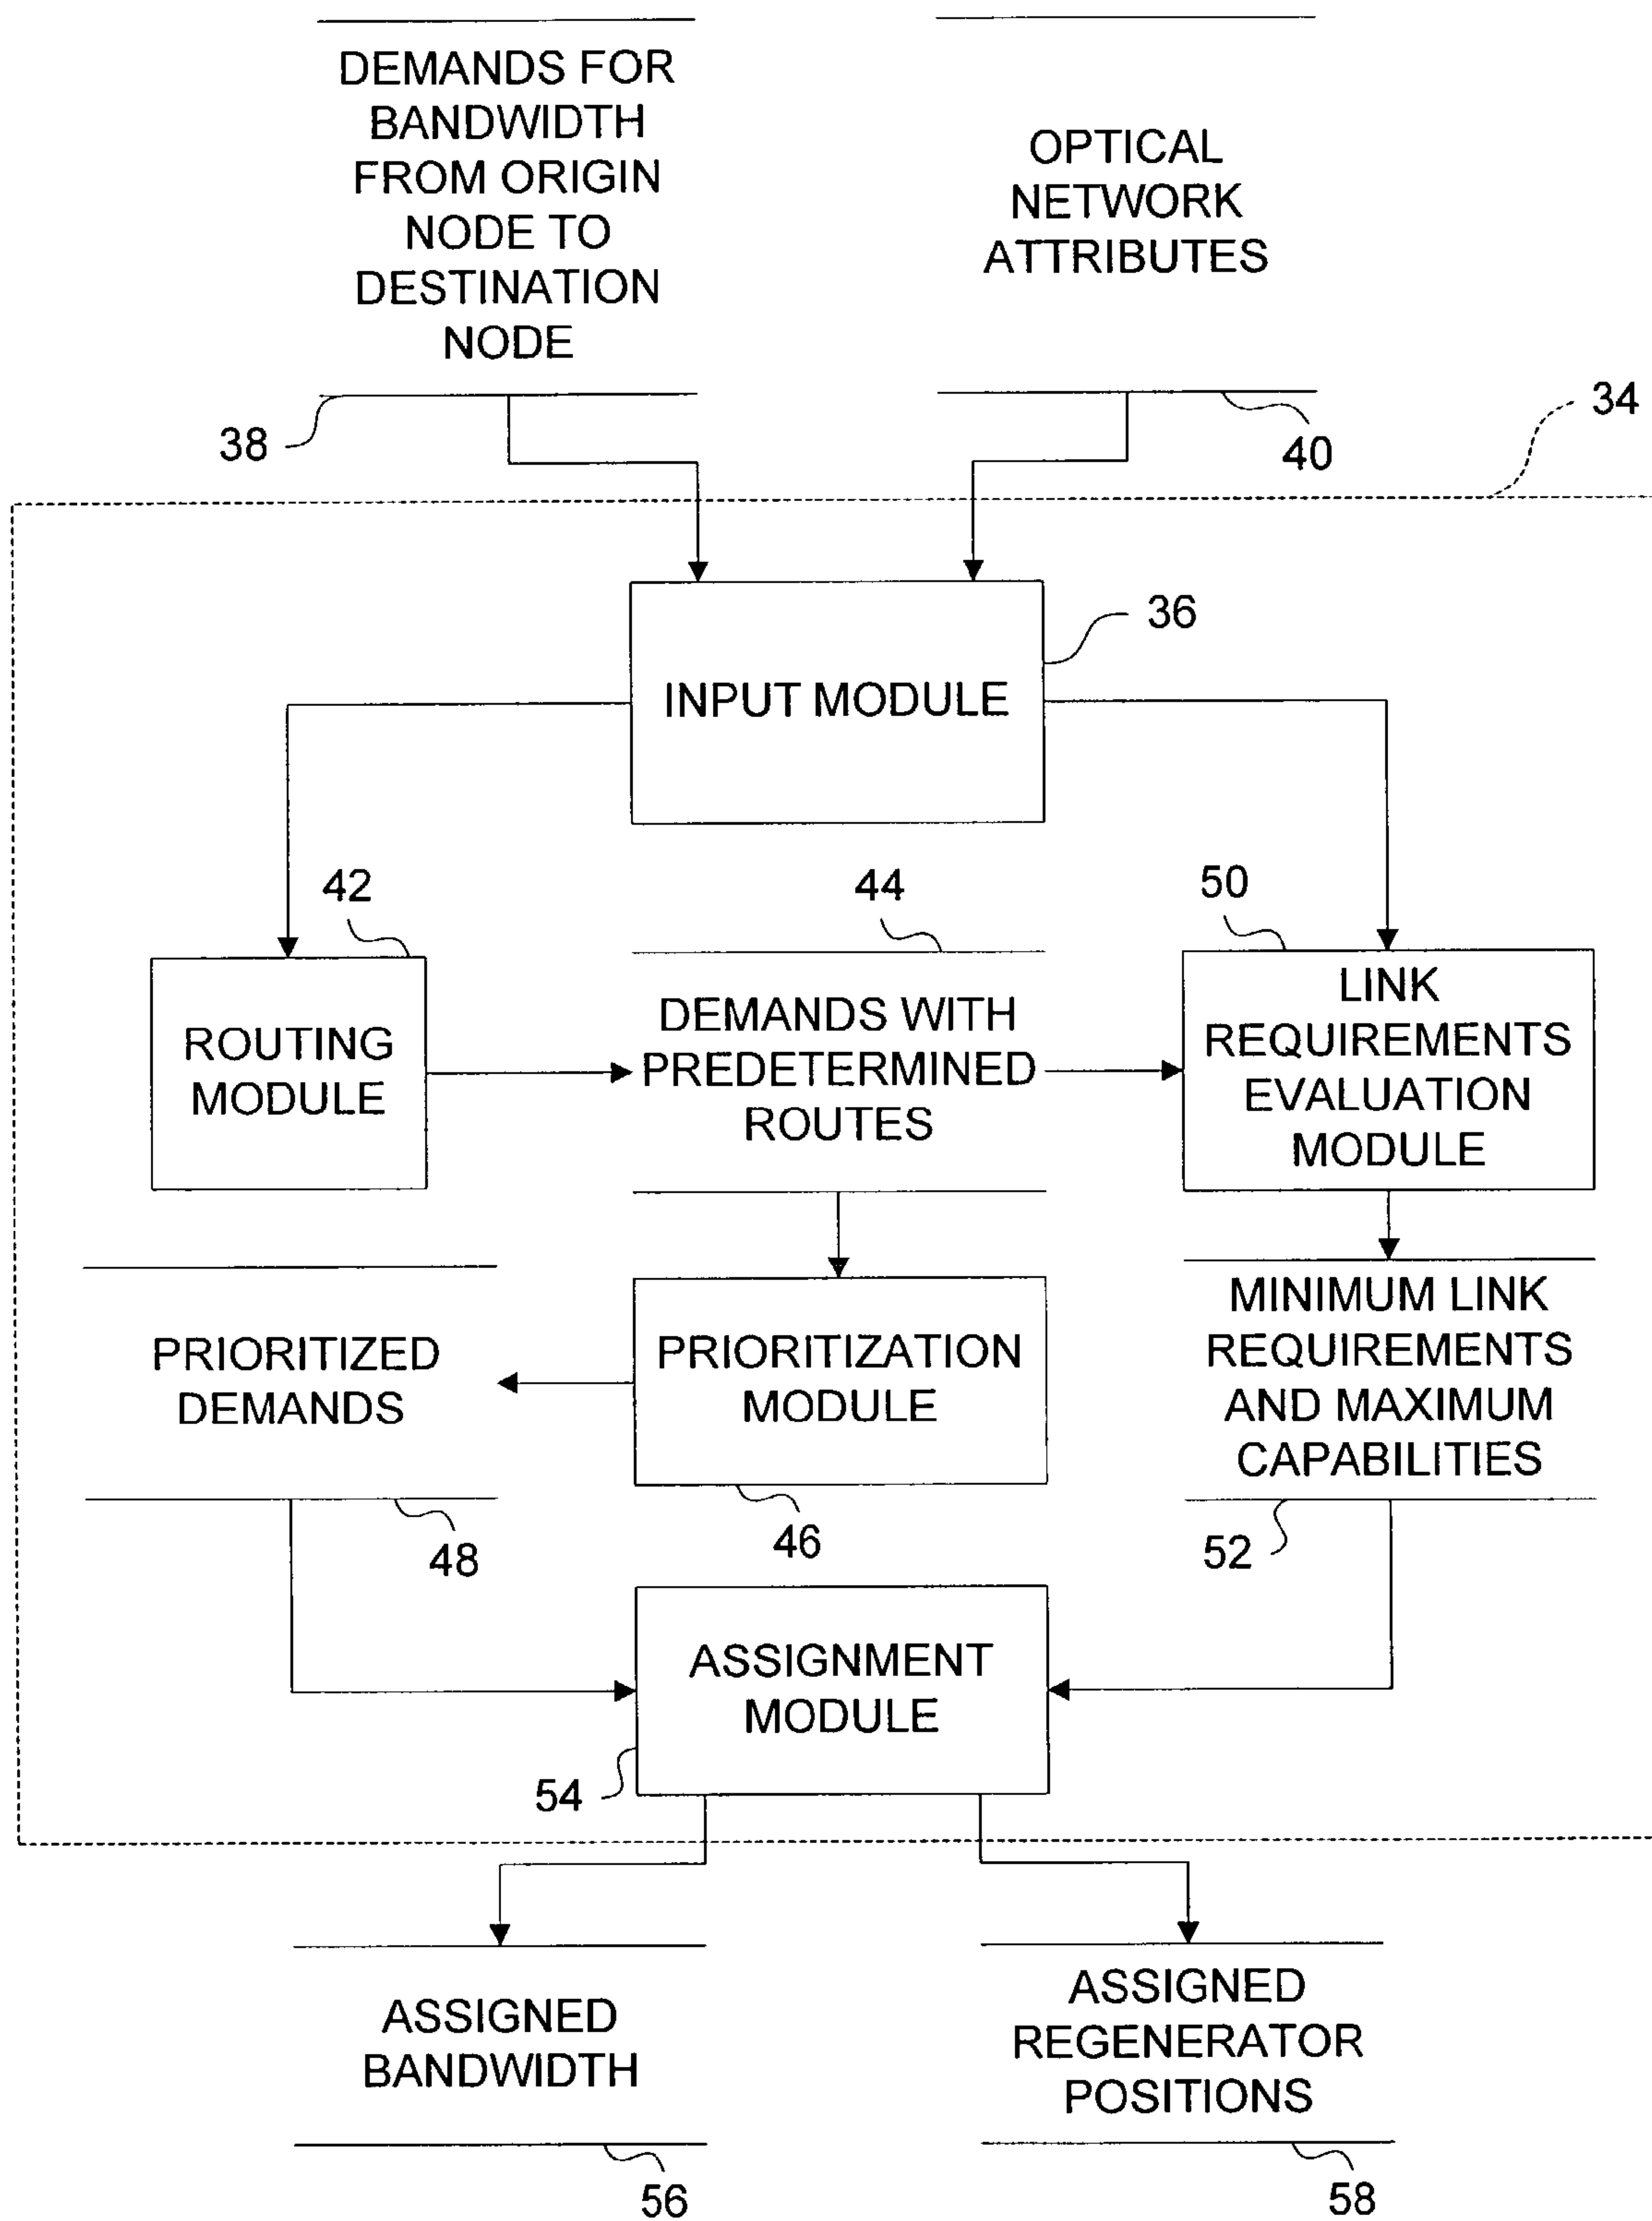 DEMANDS FOR
BANDWIDTH
FROM ORIGIN
NODE TO
DESTINATION
NODE
OPTICAL
NETWORK
ATTRIBUTES
34
38
40
36
INPUT MODULE
42
44
50
ROUTING
MODULE
DEMANDS WITH
PREDETERMINED
ROUTES
LINK
REQUIREMENTS
EVALUATION
MODULE
PRIORITIZED
DEMANDS
PRIORITIZATION
MODULE
MINIMUM LINK
REQUIREMENTS
AND MAXIMUM
CAPABILITIES
48
46
52
ASSIGNMENT
MODULE
54
ASSIGNED
BANDWIDTH
ASSIGNED
REGENERATOR
POSITIONS
56
58